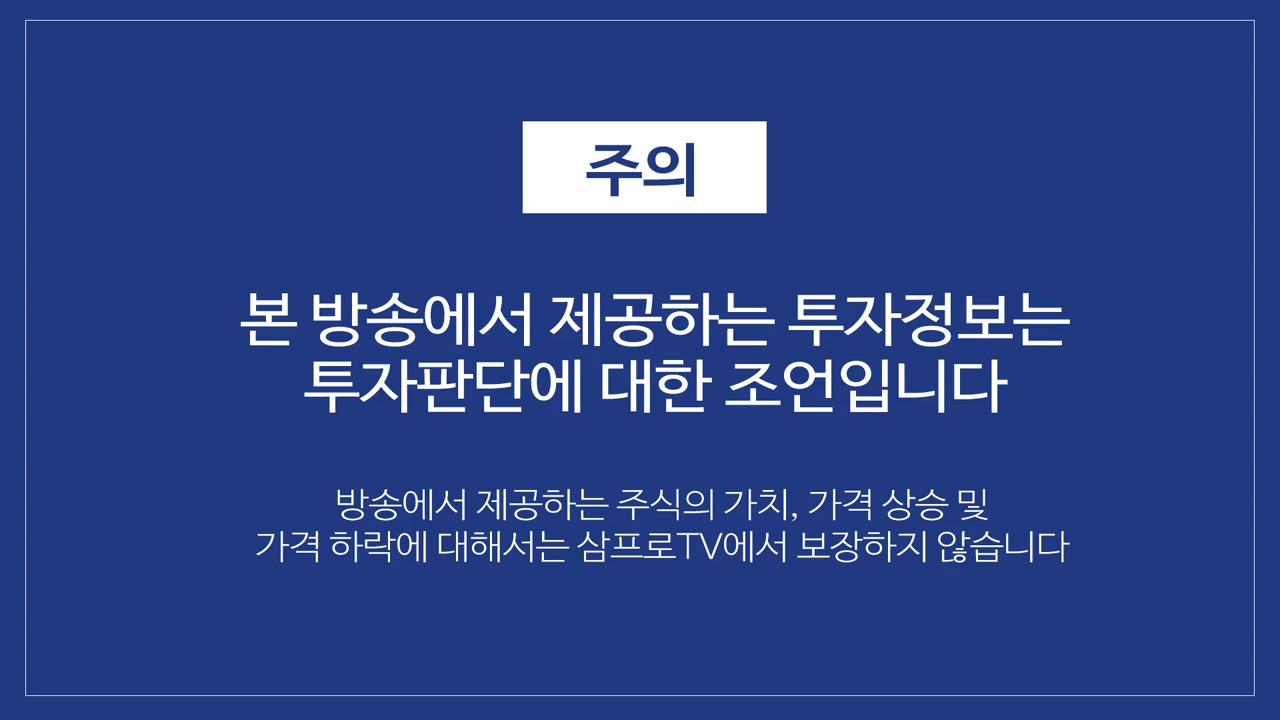 주의
본 방송에서 제공하는 투자정보는
투자판단에 대한 조언입니다
방송에서 제공하는 주식의 가치, 가격 상승 및
가격 하락에 대해서는 삼프로TV에서 보장하지 않습니다